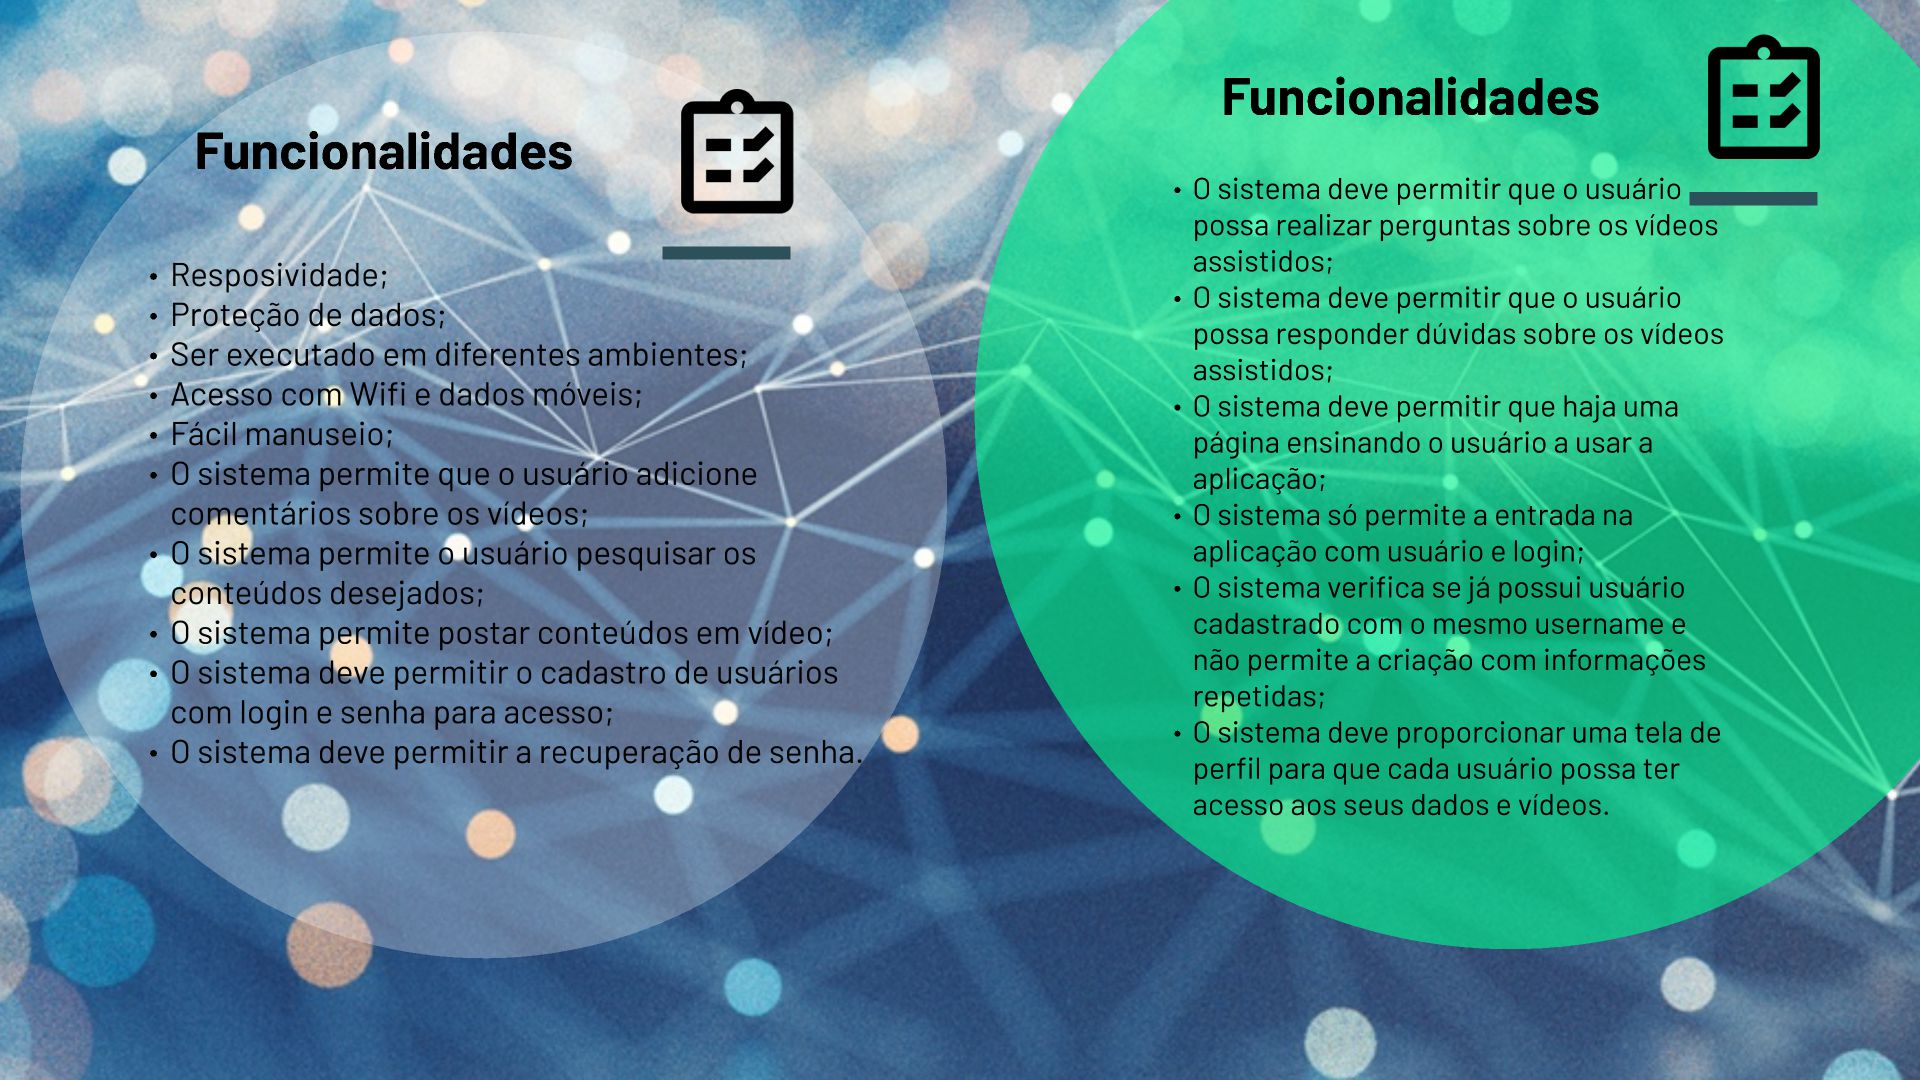 Funcionalidades
• Resposividade;
• Proteção de dados;
• Ser executado em diferentes ambientes;
• Acesso com Wifi e dados móveis;
• Fácil manuseio;
• O sistema permite que o usuário adicione
comentários sobre os vídeos;
• O sistema permite o usuário pesquisar os
conteúdos desejados;
• O sistema permite postar conteúdos em vídeo;
• O sistema deve permitir o cadastro de usuários
com login e senha para acesso;
• O sistema deve permitir a recuperação de senha.
Funcionalidades
• O sistema deve permitir que o usuário
possa realizar perguntas sobre os vídeos
assistidos;
• O sistema deve permitir que o usuário
possa responder dúvidas sobre os vídeos
assistidos;
• O sistema deve permitir que haja uma
página ensinando o usuário a usar a
aplicação;
• O sistema só permite a entrada na
aplicação com usuário e login;
• O sistema verifica se já possui usuário
cadastrado com o mesmo username e
não permite a criação com informações
repetidas;
• O sistema deve proporcionar uma tela de
perfil para que cada usuário possa ter
acesso aos seus dados e vídeos.